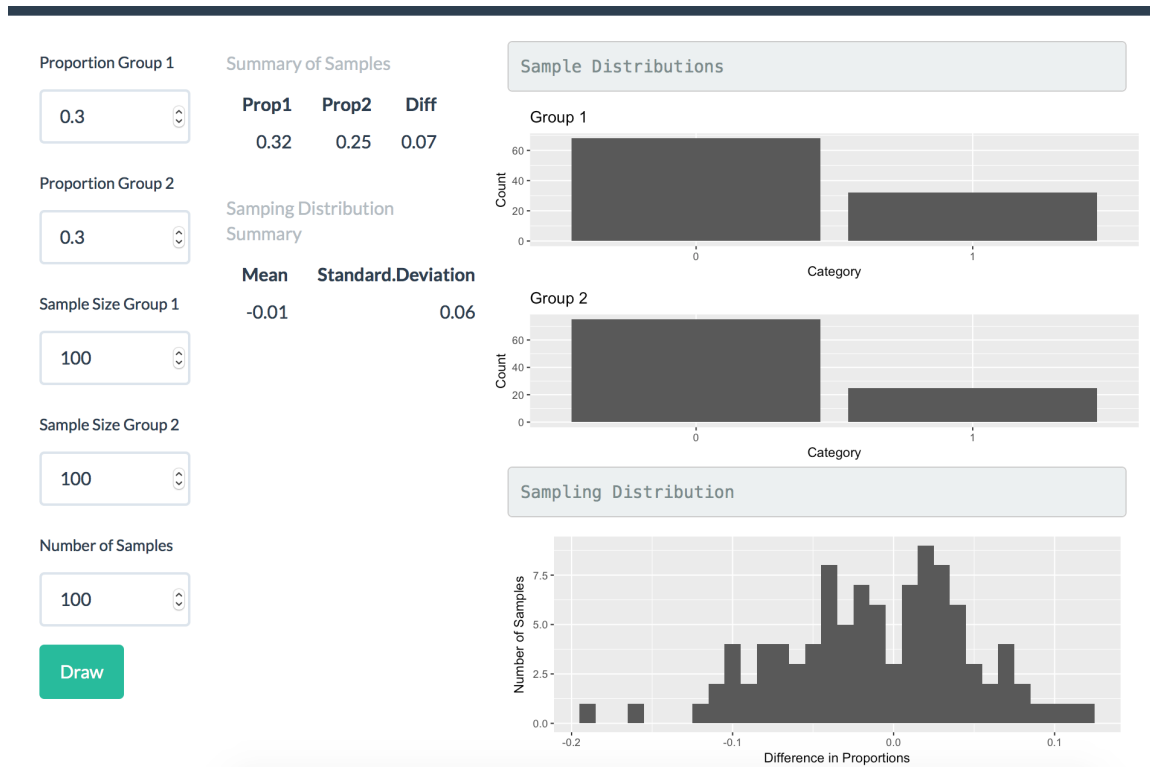 Proportion Group 1
0.3
Proportion Group 2
0.3
Sample Size Group 1
100
Sample Size Group 2
100
Number of Samples
100
Draw
Summary of Samples
Prop1 Prop2 Diff
0.32 0.25 0.07
Samping Distribution
Summary
Mean Standard.Deviation
-0.01 0.06
Sample Distributions
Group 1
Count
60
40
20
0
0 1
Category
Group 2
Count
60
40
20
0
0 1
Category
Sampling Distribution
Number of Samples
7.5
5.0
2.5
0.0
-0.2 -0.1 0.0 0.1
Difference in Proportions